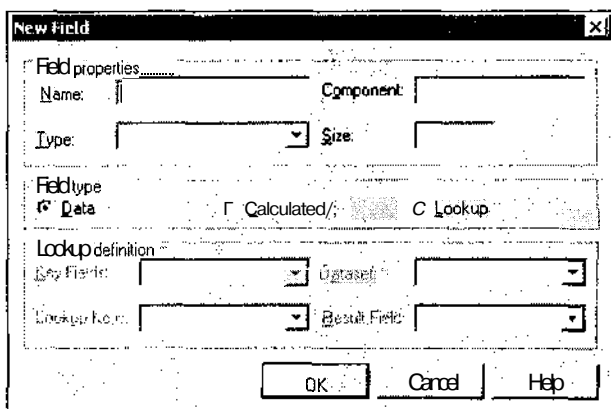 New Field
Field properties
Name: Component:
Type: Size:
Field type
Data Г Calculated/; C Lookup
Lookup definition
Key Fields: Dataset:
Lookup Keys: Result Field:
OK Cancel Help